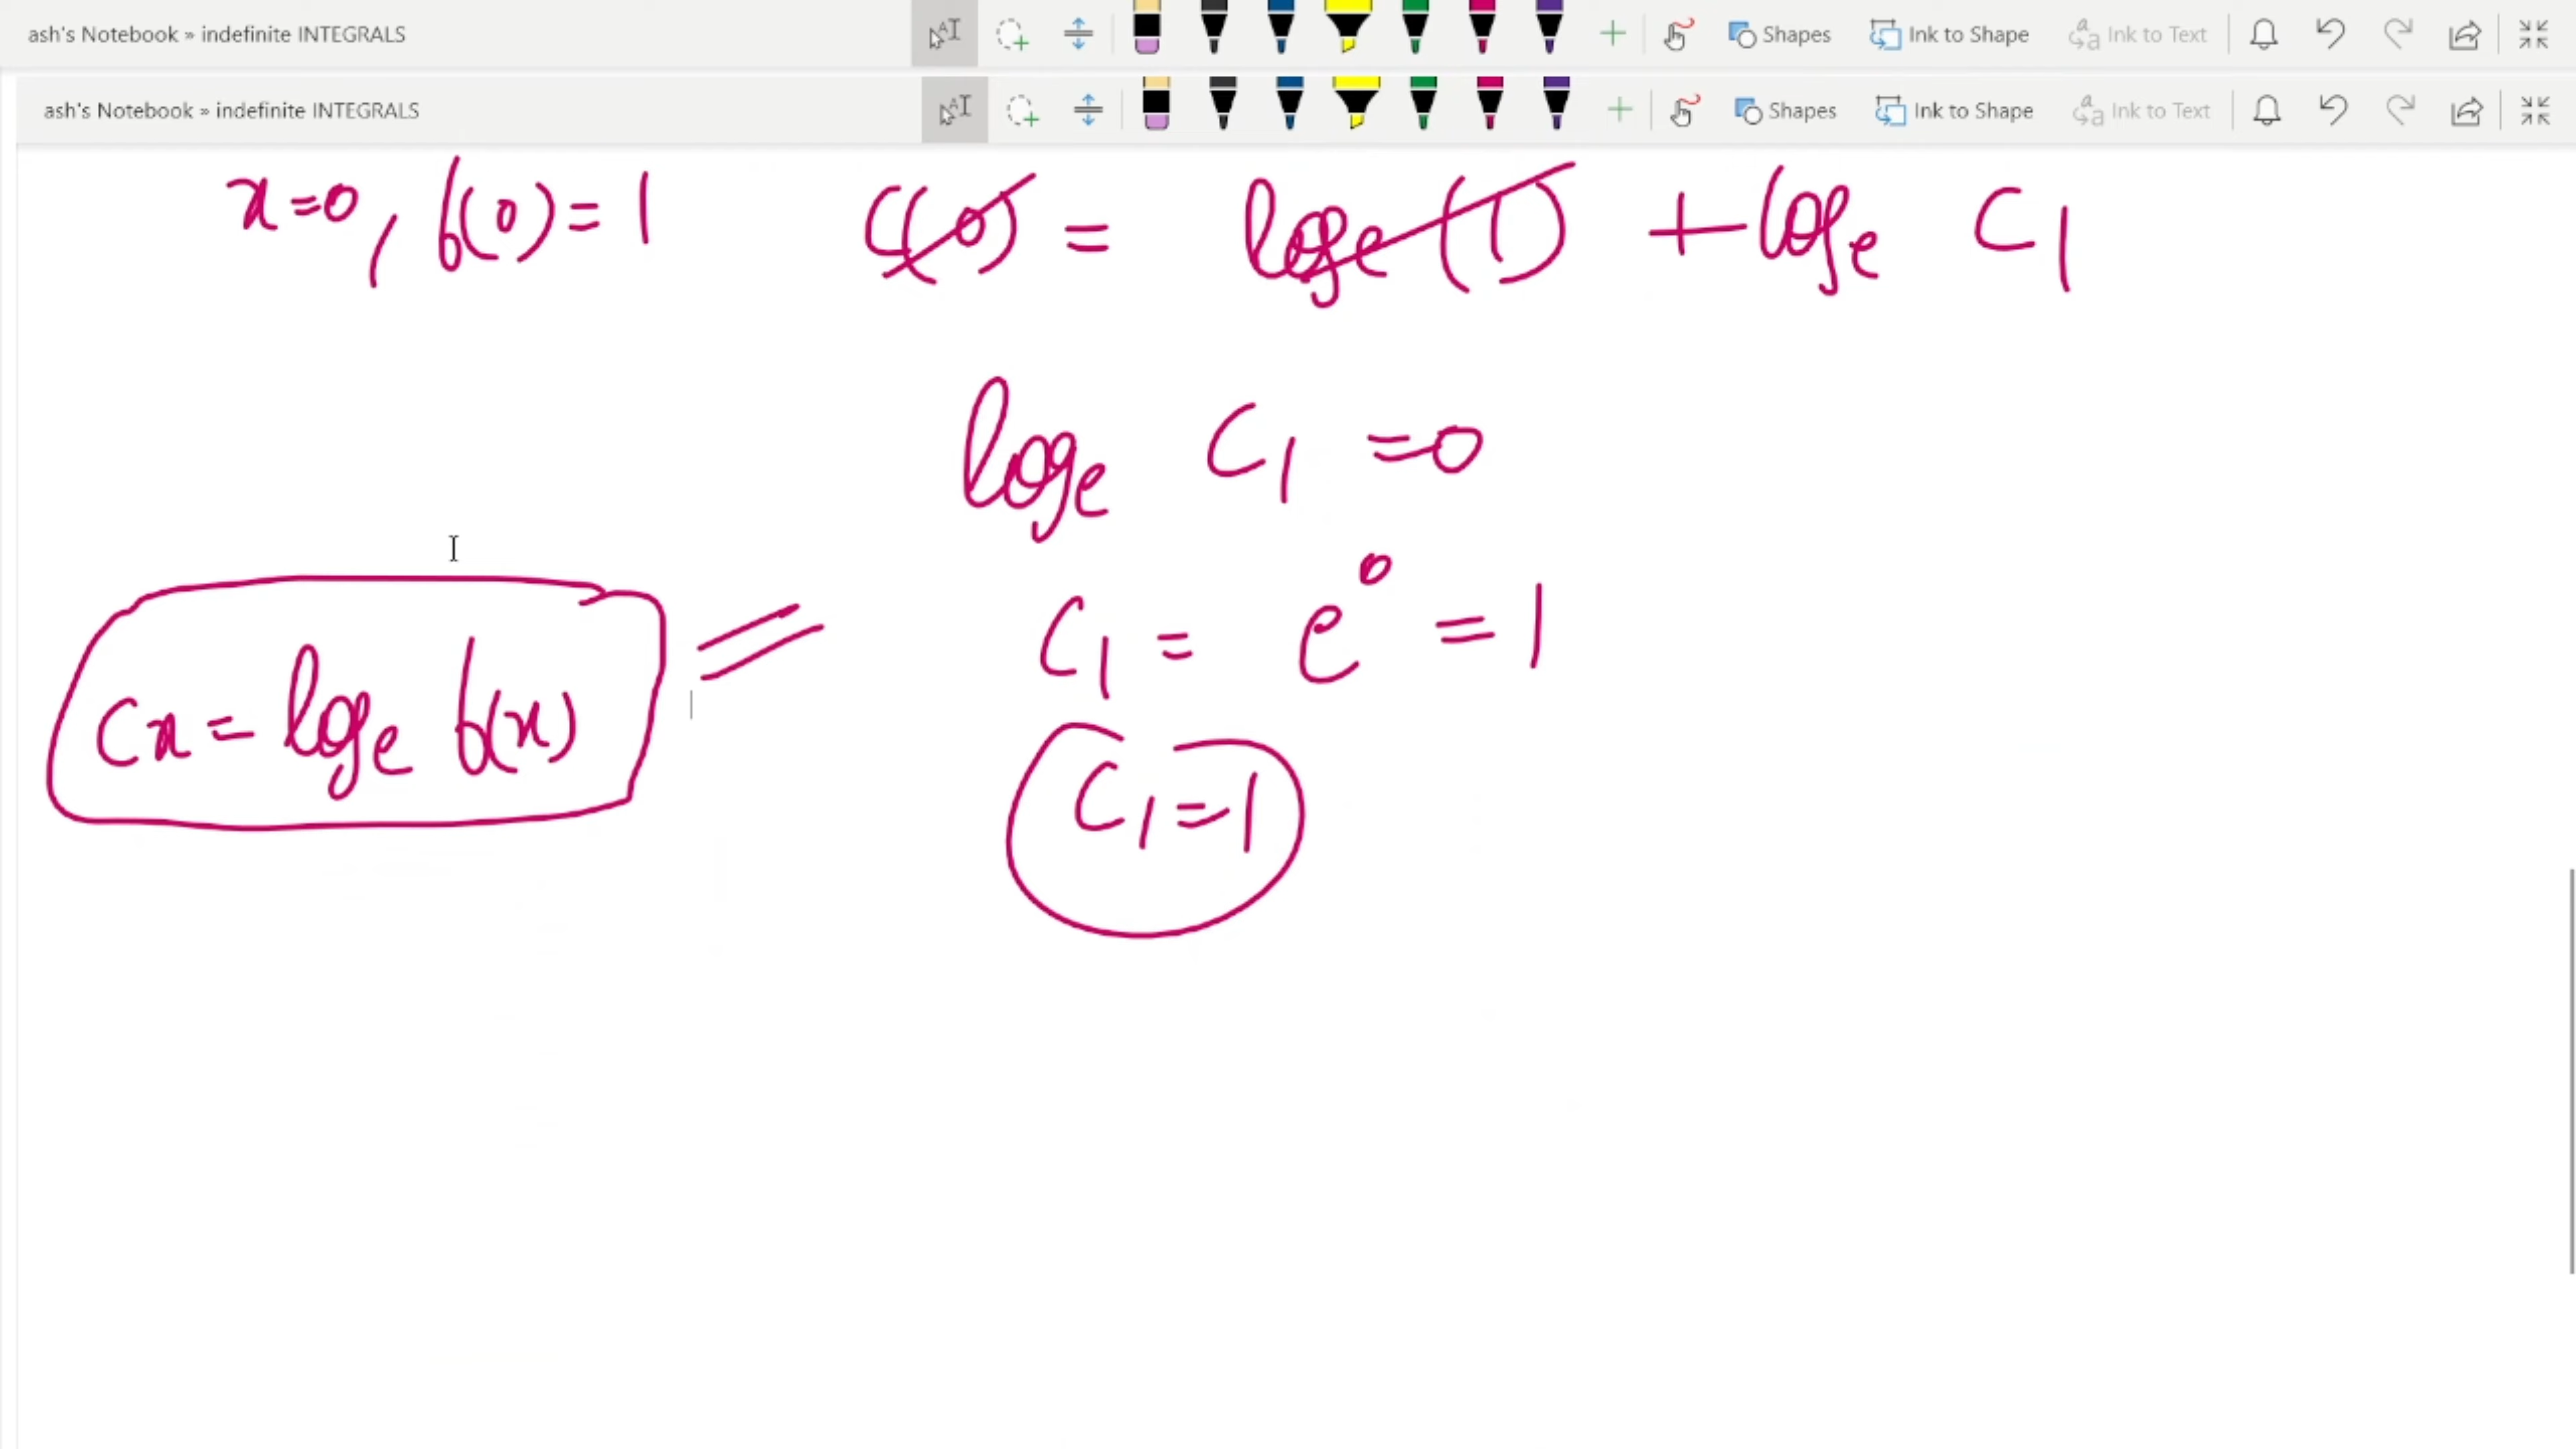 ash's Notebook » indefinite INTEGRALS Shapes Ink to Shape Ink to Text
ash's Notebook » indefinite INTEGRALS Shapes Ink to Shape Ink to Text
x=0, f(0)=1 C(0) = logₑ(1) + logₑ C₁
logₑ C₁ =0
C₁ = e⁰ = 1
Cx = logₑ f(x)
C₁=1